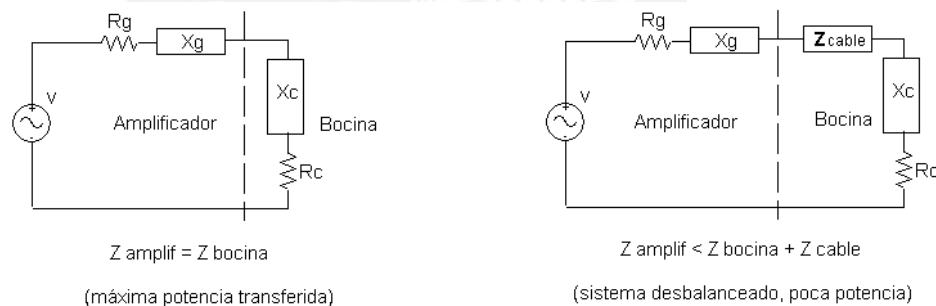 Rg
Xg
V
Amplificador
Xc
Bocina
Rc
Z amplif = Z bocina
(máxima potencia transferida)
Rg
Xg
Z cable
V
Amplificador
Xc
Bocina
Rc
Z amplif < Z bocina + Z cable
(sistema desbalanceado, poca potencia)